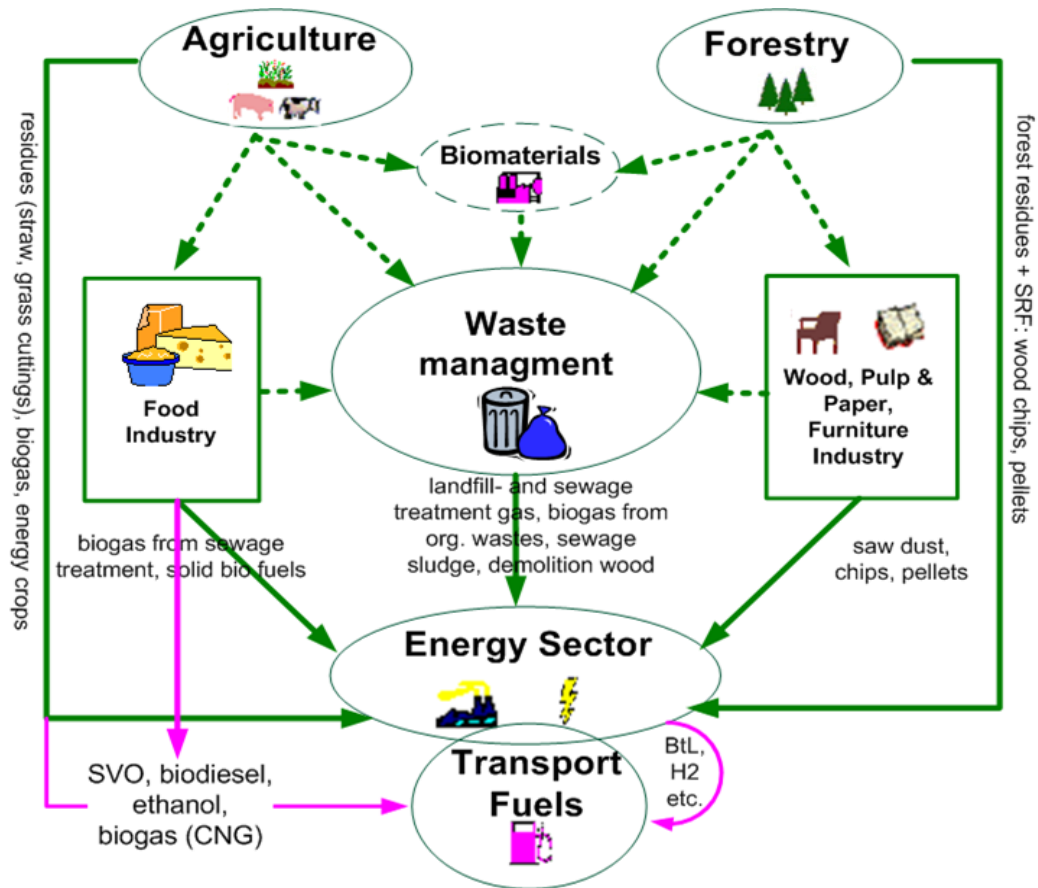 Agriculture
Forestry
Biomaterials
residues (straw, grass cuttings), biogas, energy crops
forest residues + SRF: wood chips, pellets
Waste
managment
Food
Industry
Wood, Pulp &
Paper,
Furniture
Industry
landfill- and sewage
treatment gas, biogas from
org. wastes, sewage
sludge, demolition wood
biogas from sewage
treatment, solid bio fuels
saw dust,
chips, pellets
Energy Sector
Transport
Fuels
BtL,
H2
etc.
SVO, biodiesel,
ethanol,
biogas (CNG)